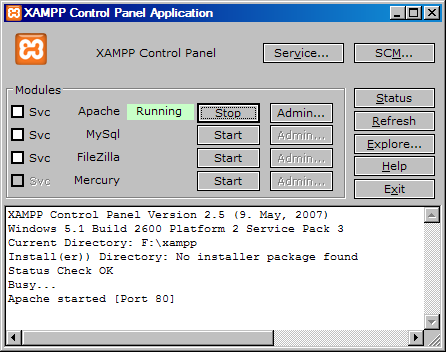 XAMPP Control Panel Application
XAMPP Control Panel
Service...
SCM...
Modules
Svc Apache Running Stop Admin...
Svc MySql Start Admin...
Svc FileZilla Start Admin...
Svc Mercury Start Admin...
Status
Refresh
Explore...
Help
Exit
XAMPP Control Panel Version 2.5 (9. May, 2007)
Windows 5.1 Build 2600 Platform 2 Service Pack 3
Current Directory: F:\xampp
Install(er)) Directory: No installer package found
Status Check OK
Busy...
Apache started [Port 80]